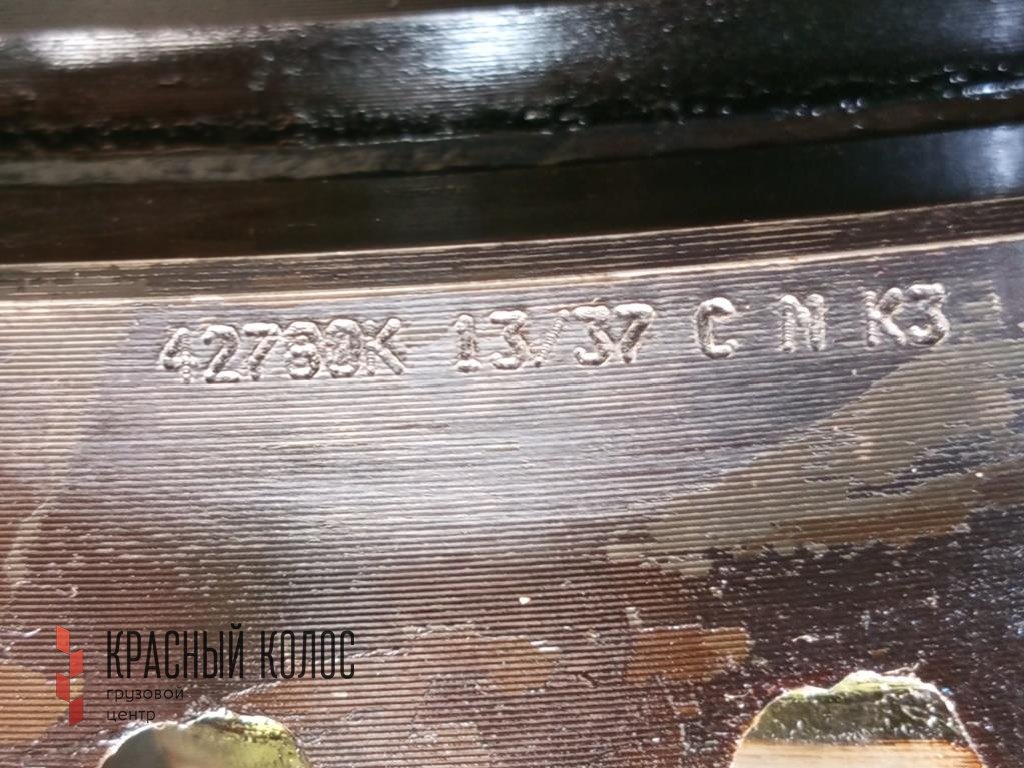 42780K 13/37 C M K3
КРАСНЫЙ КОЛОС
грузовой
центр